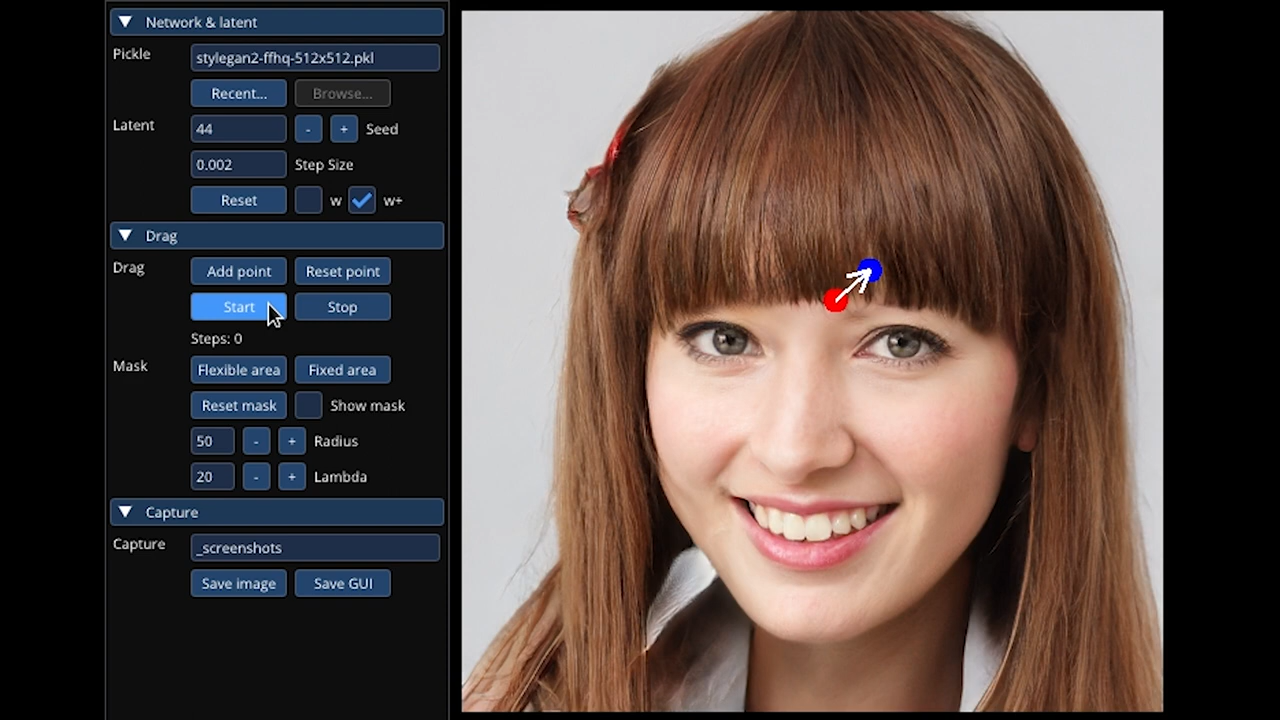 Network & latent
Pickle stylegan2-ffhq-512x512.pkl
Recent... Browse...
Latent 44 - + Seed
0.002 Step Size
Reset w w+
Drag
Drag Add point Reset point
Start Stop
Steps: 0
Mask Flexible area Fixed area
Reset mask Show mask
50 - + Radius
20 - + Lambda
Capture
Capture _screenshots
Save image Save GUI